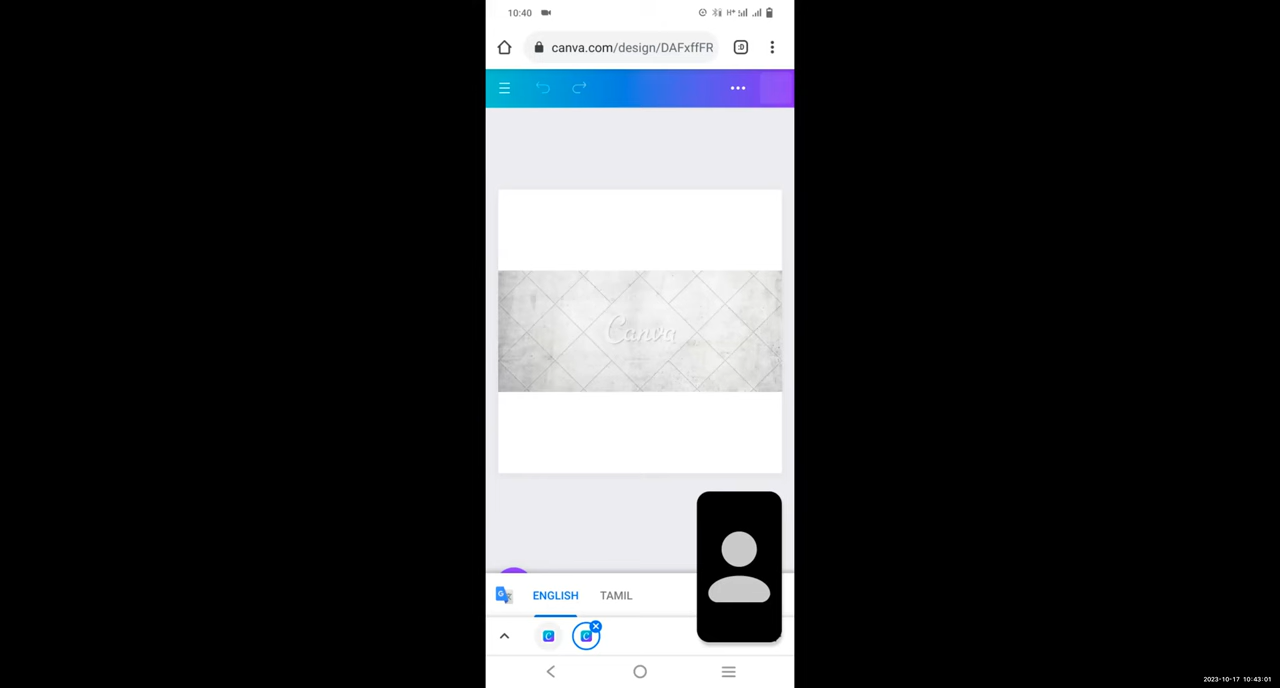 10:40 H+
canva.com/design/DAFxffFR :D
Canva
ENGLISH TAMIL
2023-10-17 10:43:01